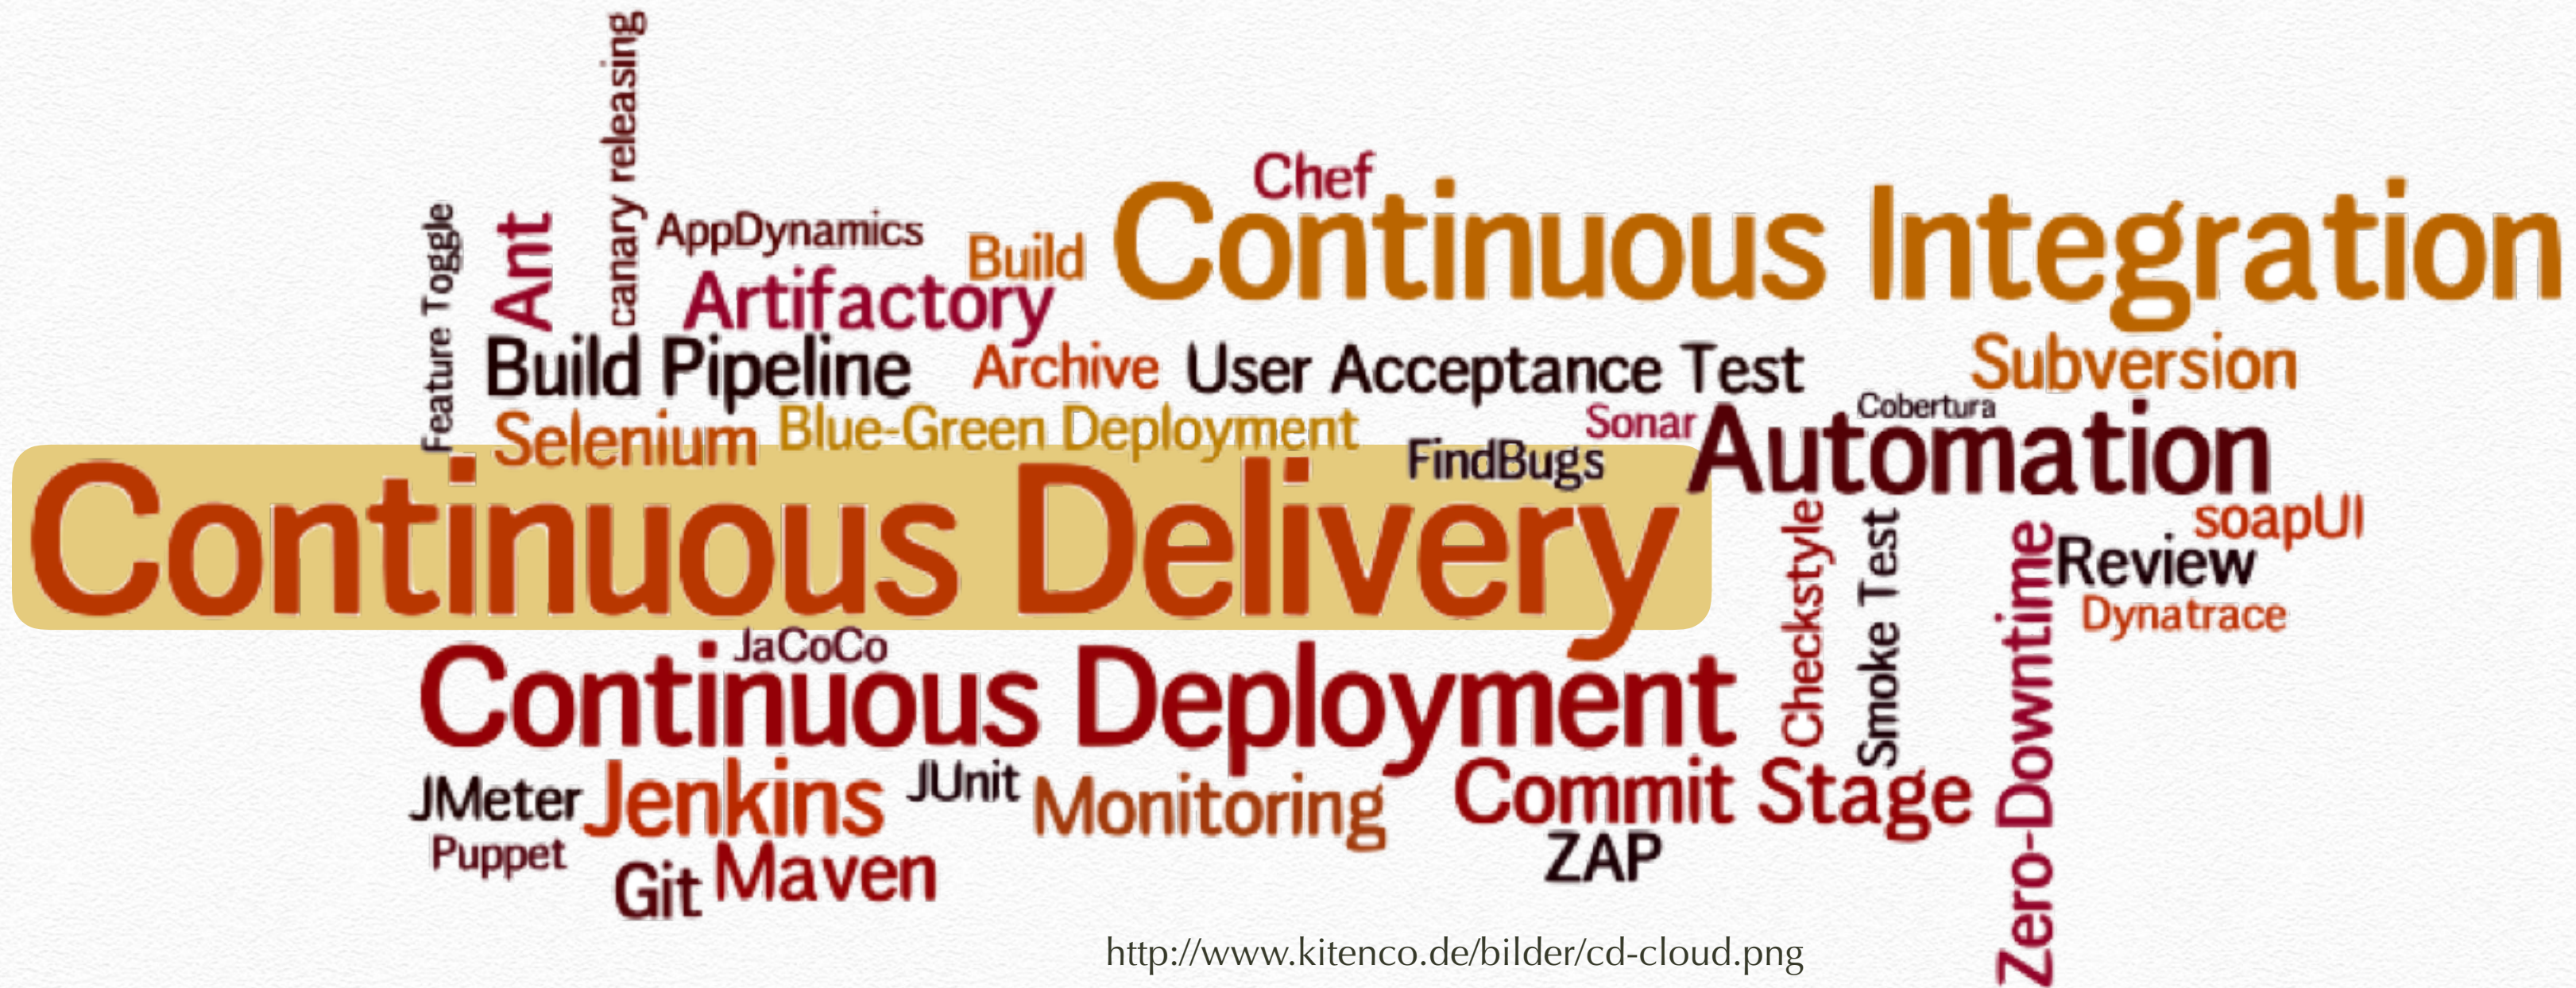 canary releasing
Chef
Feature Toggle
Ant
AppDynamics
Build
Continuous Integration
Artifactory
Build Pipeline
Archive
User Acceptance Test
Subversion
Cobertura
Selenium
Blue-Green Deployment
Sonar
Automation
FindBugs
Continuous Delivery
Checkstyle
Smoke Test
Zero-Downtime
soapUI
Review
Dynatrace
JaCoCo
Continuous Deployment
JMeter
Jenkins
JUnit
Monitoring
Commit Stage
Puppet
Git
Maven
ZAP
http://www.kitenco.de/bilder/cd-cloud.png